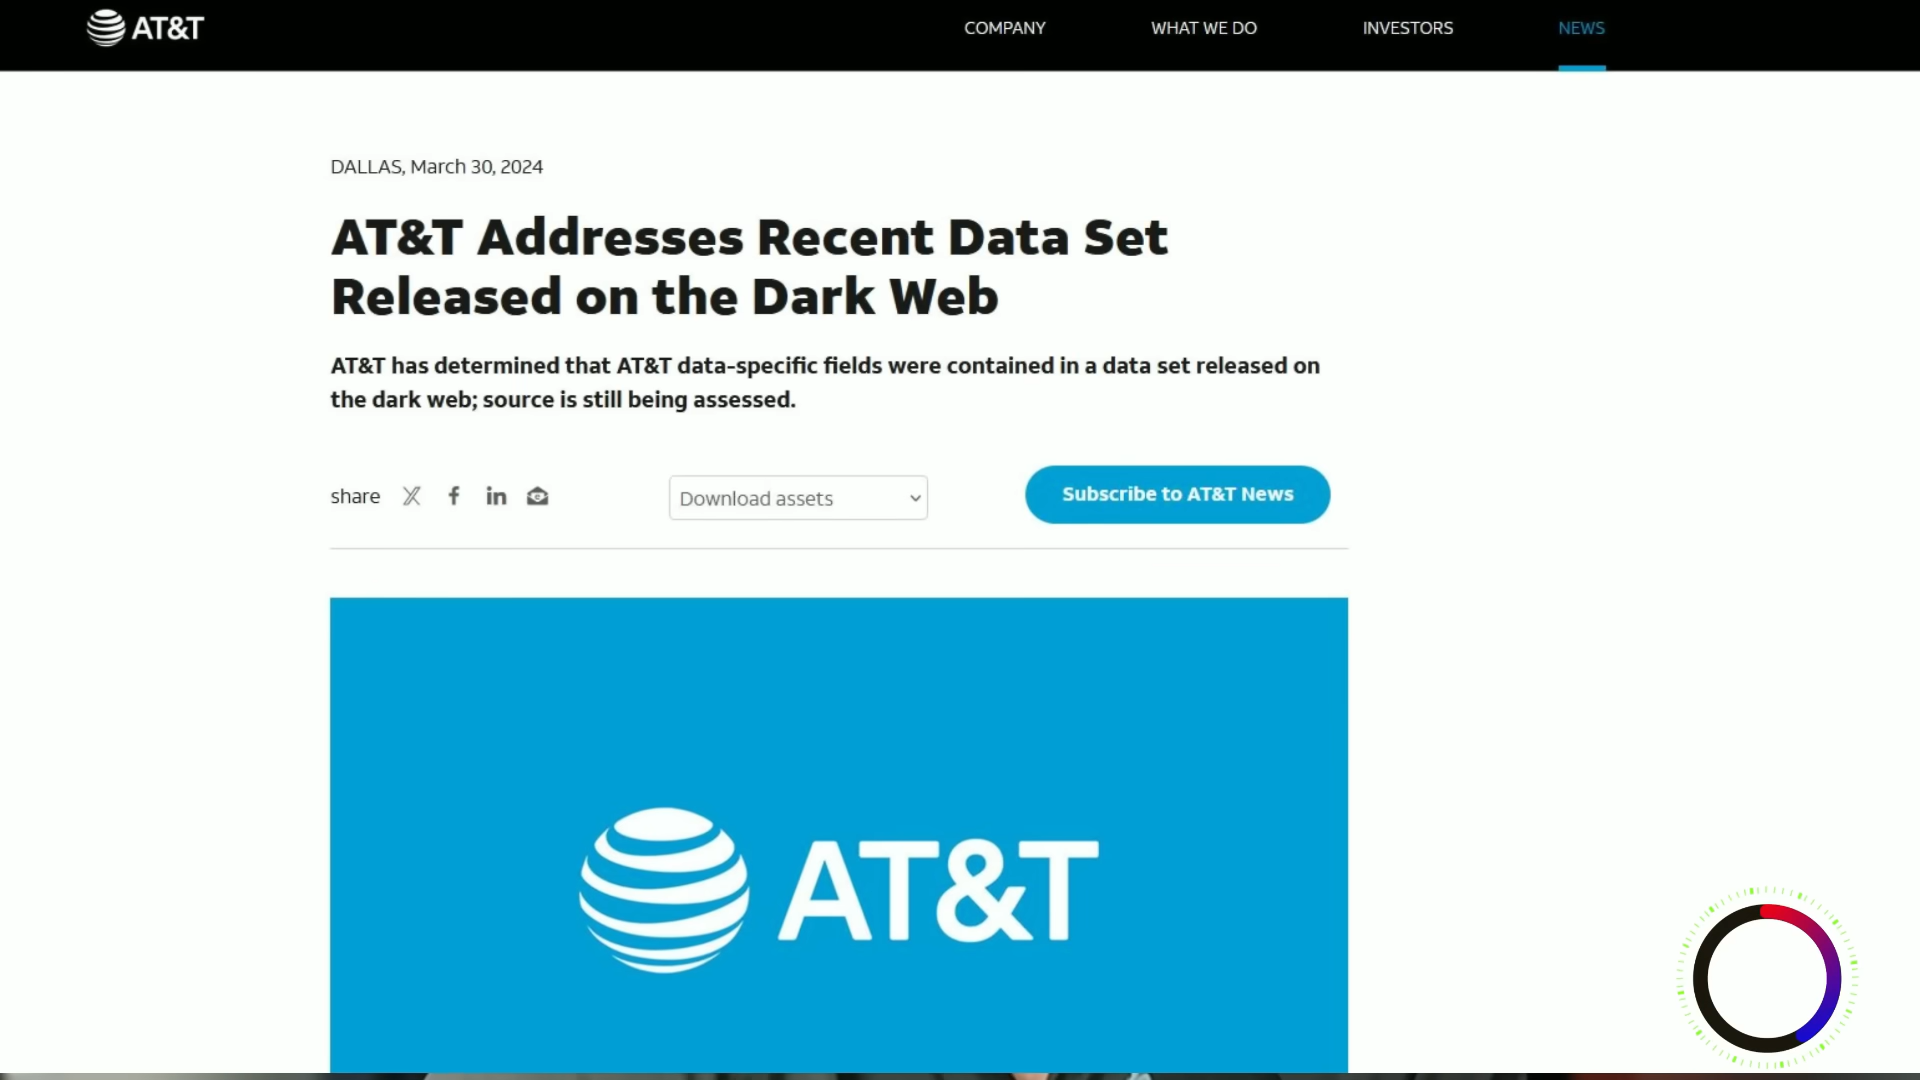 AT&T
COMPANY
WHAT WE DO
INVESTORS
NEWS
DALLAS, March 30, 2024
AT&T Addresses Recent Data Set
Released on the Dark Web
AT&T has determined that AT&T data-specific fields were contained in a data set released on
the dark web; source is still being assessed.
share
Download assets
Subscribe to AT&T News
AT&T